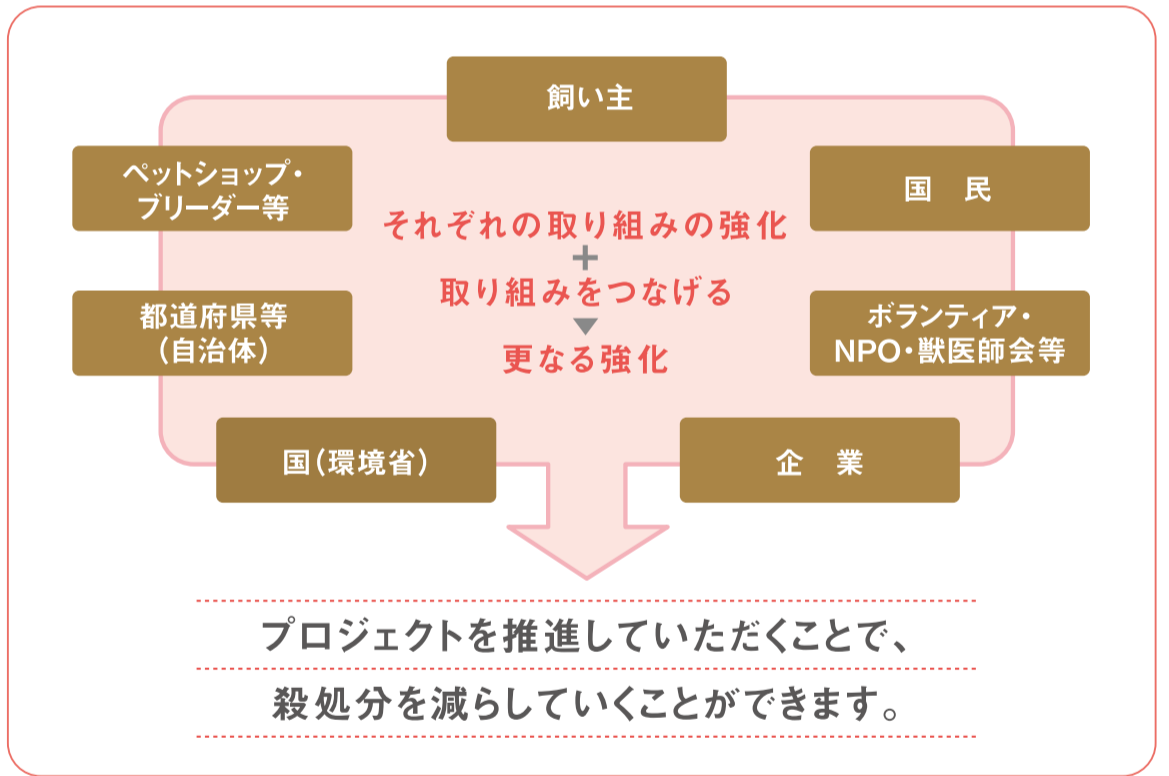 飼い主
ペットショップ・
ブリーダー等
国　民
それぞれの取り組みの強化
+
取り組みをつなげる
▼
更なる強化
都道府県等
（自治体）
ボランティア・
NPO・獣医師会等
国（環境省）
企　業
プロジェクトを推進していただくことで、
殺処分を減らしていくことができます。